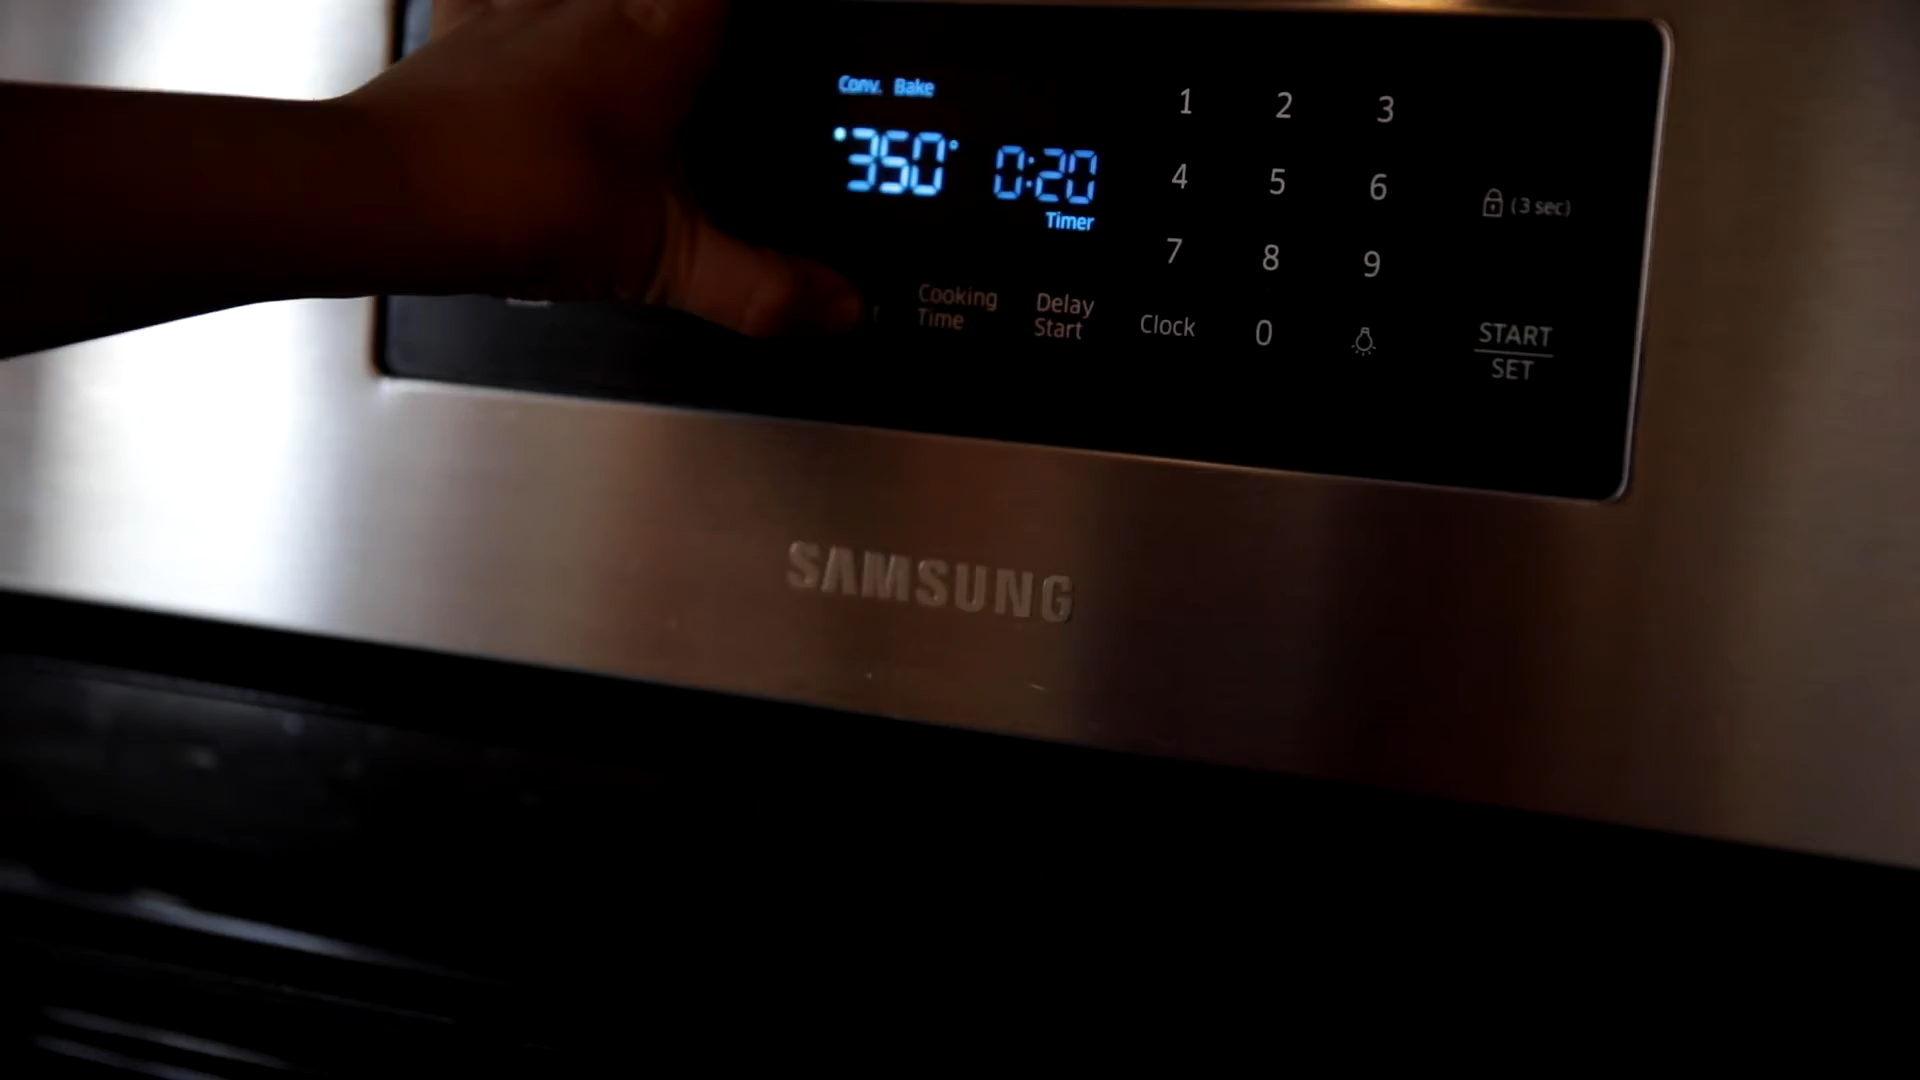 Conv. Bake
350° 0:20
Timer
1 2 3
4 5 6
(3 sec)
7 8 9
Cooking Time
Delay Start
Clock 0
START
SET
SAMSUNG